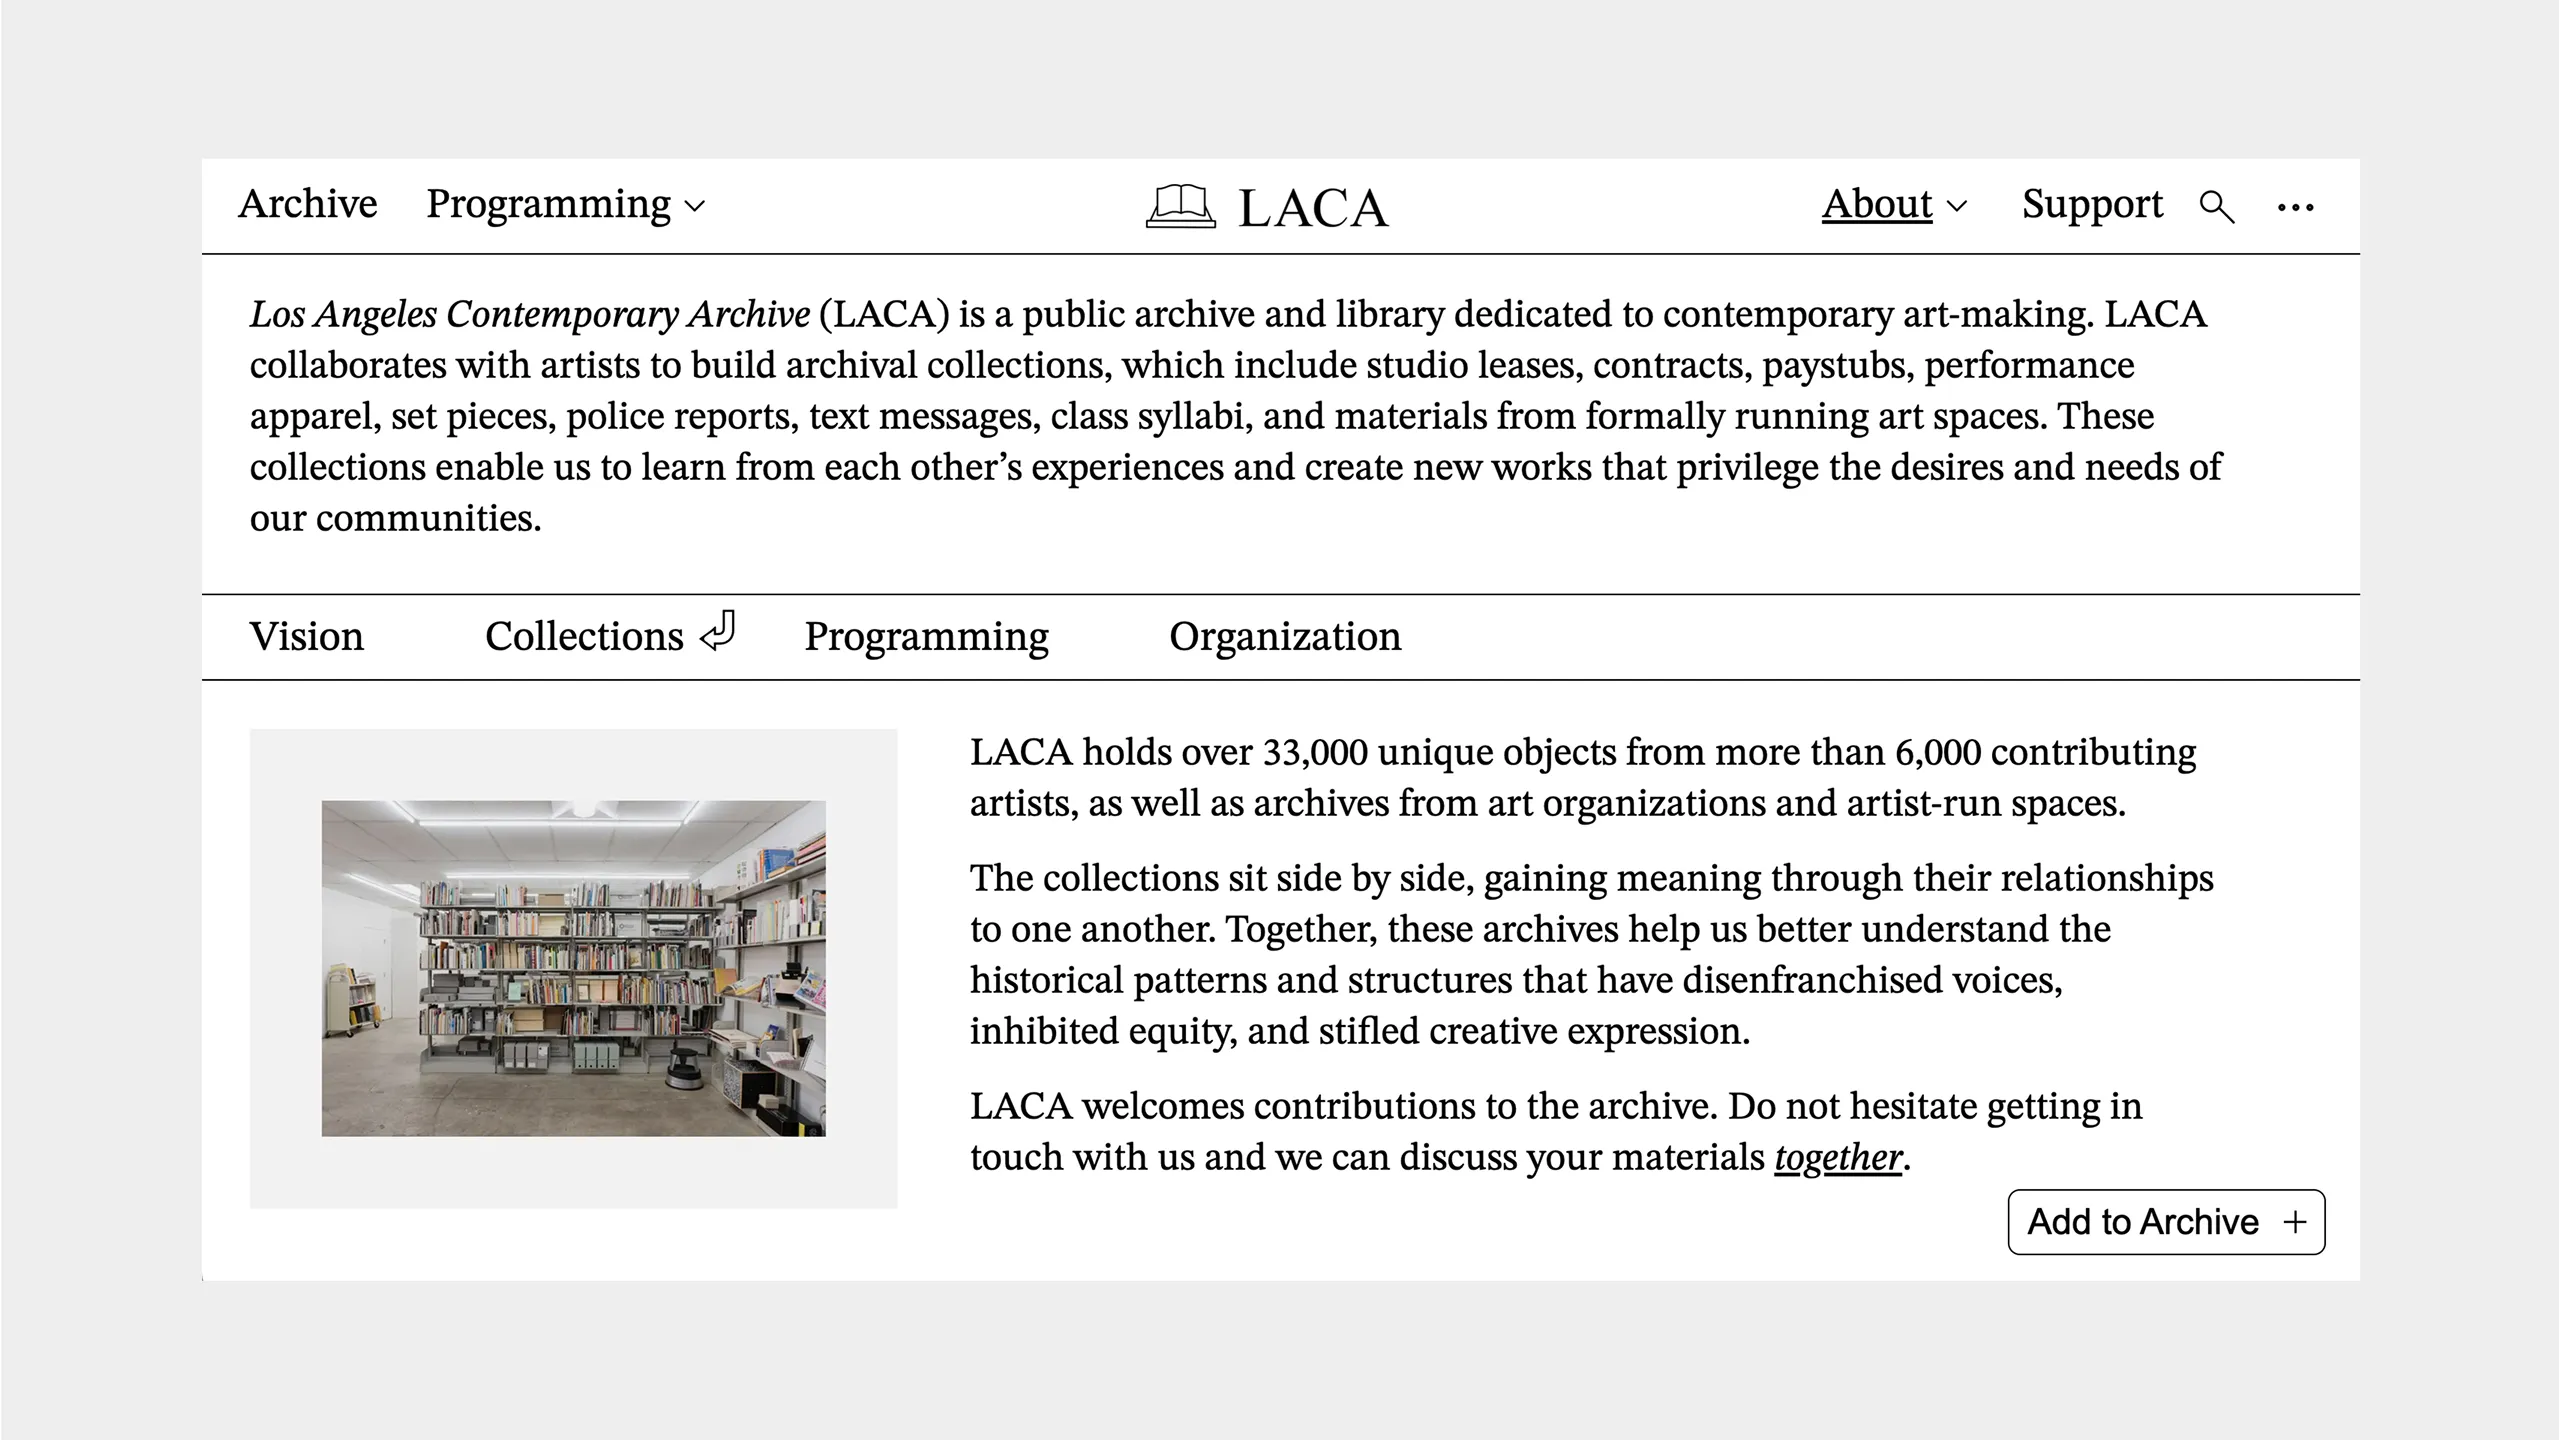 Archive Programming LACA About Support ...
Los Angeles Contemporary Archive (LACA) is a public archive and library dedicated to contemporary art-making. LACA
collaborates with artists to build archival collections, which include studio leases, contracts, paystubs, performance
apparel, set pieces, police reports, text messages, class syllabi, and materials from formally running art spaces. These
collections enable us to learn from each other’s experiences and create new works that privilege the desires and needs of
our communities.
Vision Collections Programming Organization
LACA holds over 33,000 unique objects from more than 6,000 contributing
artists, as well as archives from art organizations and artist-run spaces.
The collections sit side by side, gaining meaning through their relationships
to one another. Together, these archives help us better understand the
historical patterns and structures that have disenfranchised voices,
inhibited equity, and stifled creative expression.
LACA welcomes contributions to the archive. Do not hesitate getting in
touch with us and we can discuss your materials together.
Add to Archive +